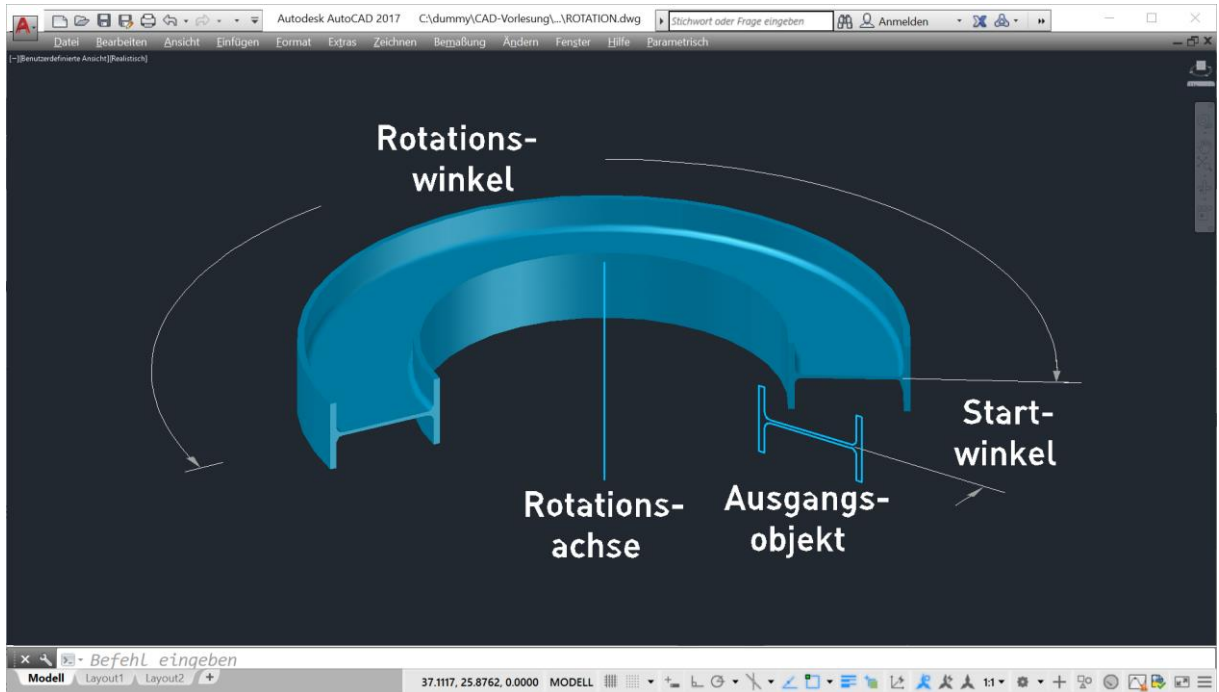 A
Autodesk AutoCAD 2017 C:\dummy\CAD-Vorlesung\...\ROTATION.dwg Stichwort oder Frage eingeben Anmelden
Datei Bearbeiten Ansicht Einfügen Format Extras Zeichnen Bemaßung Ändern Fenster Hilfe Parametrisch
[−][Benutzerdefinierte Ansicht][Realistisch]
Rotations-
winkel
Start-
winkel
Rotations-
achse
Ausgangs-
objekt
Befehl eingeben
Modell Layout1 Layout2 +
37.1117, 25.8762, 0.0000 MODELL 1:1